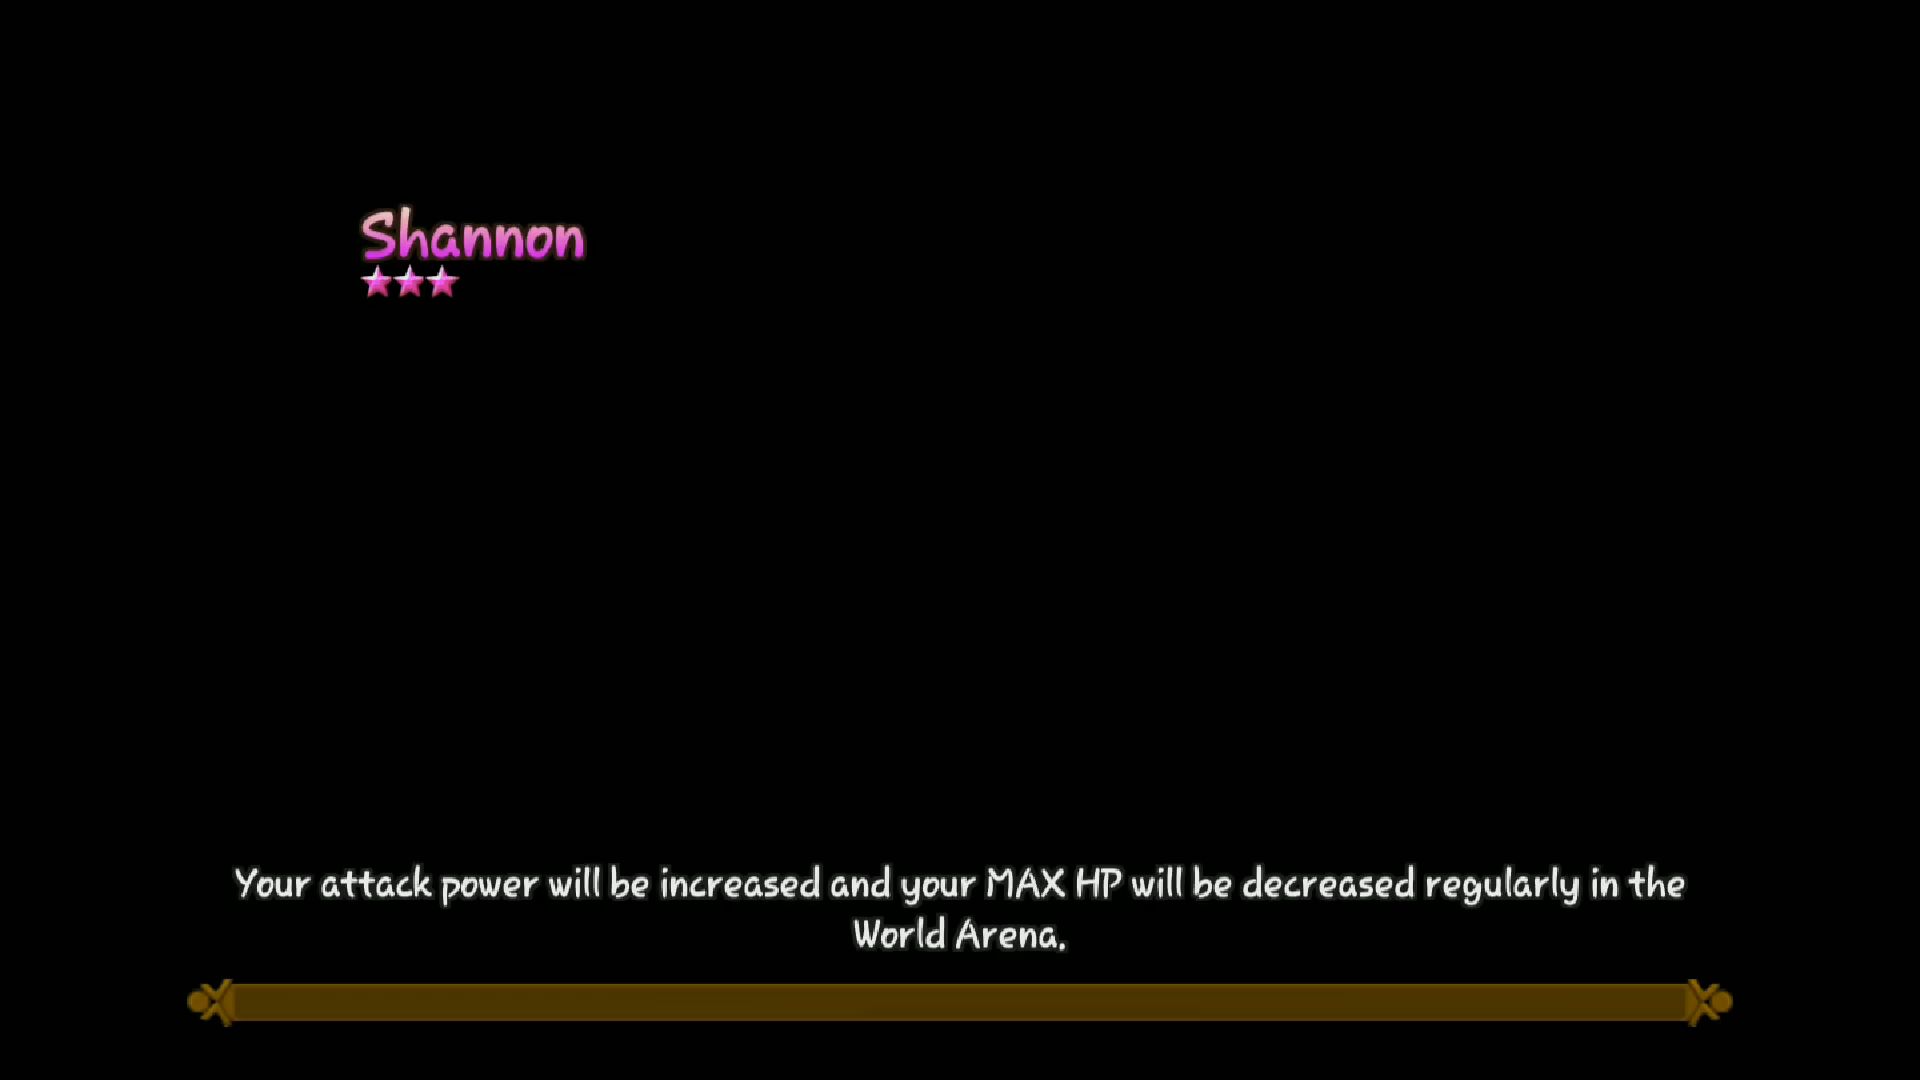 Shannon
Your attack power will be increased and your MAX HP will be decreased regularly in the
World Arena.